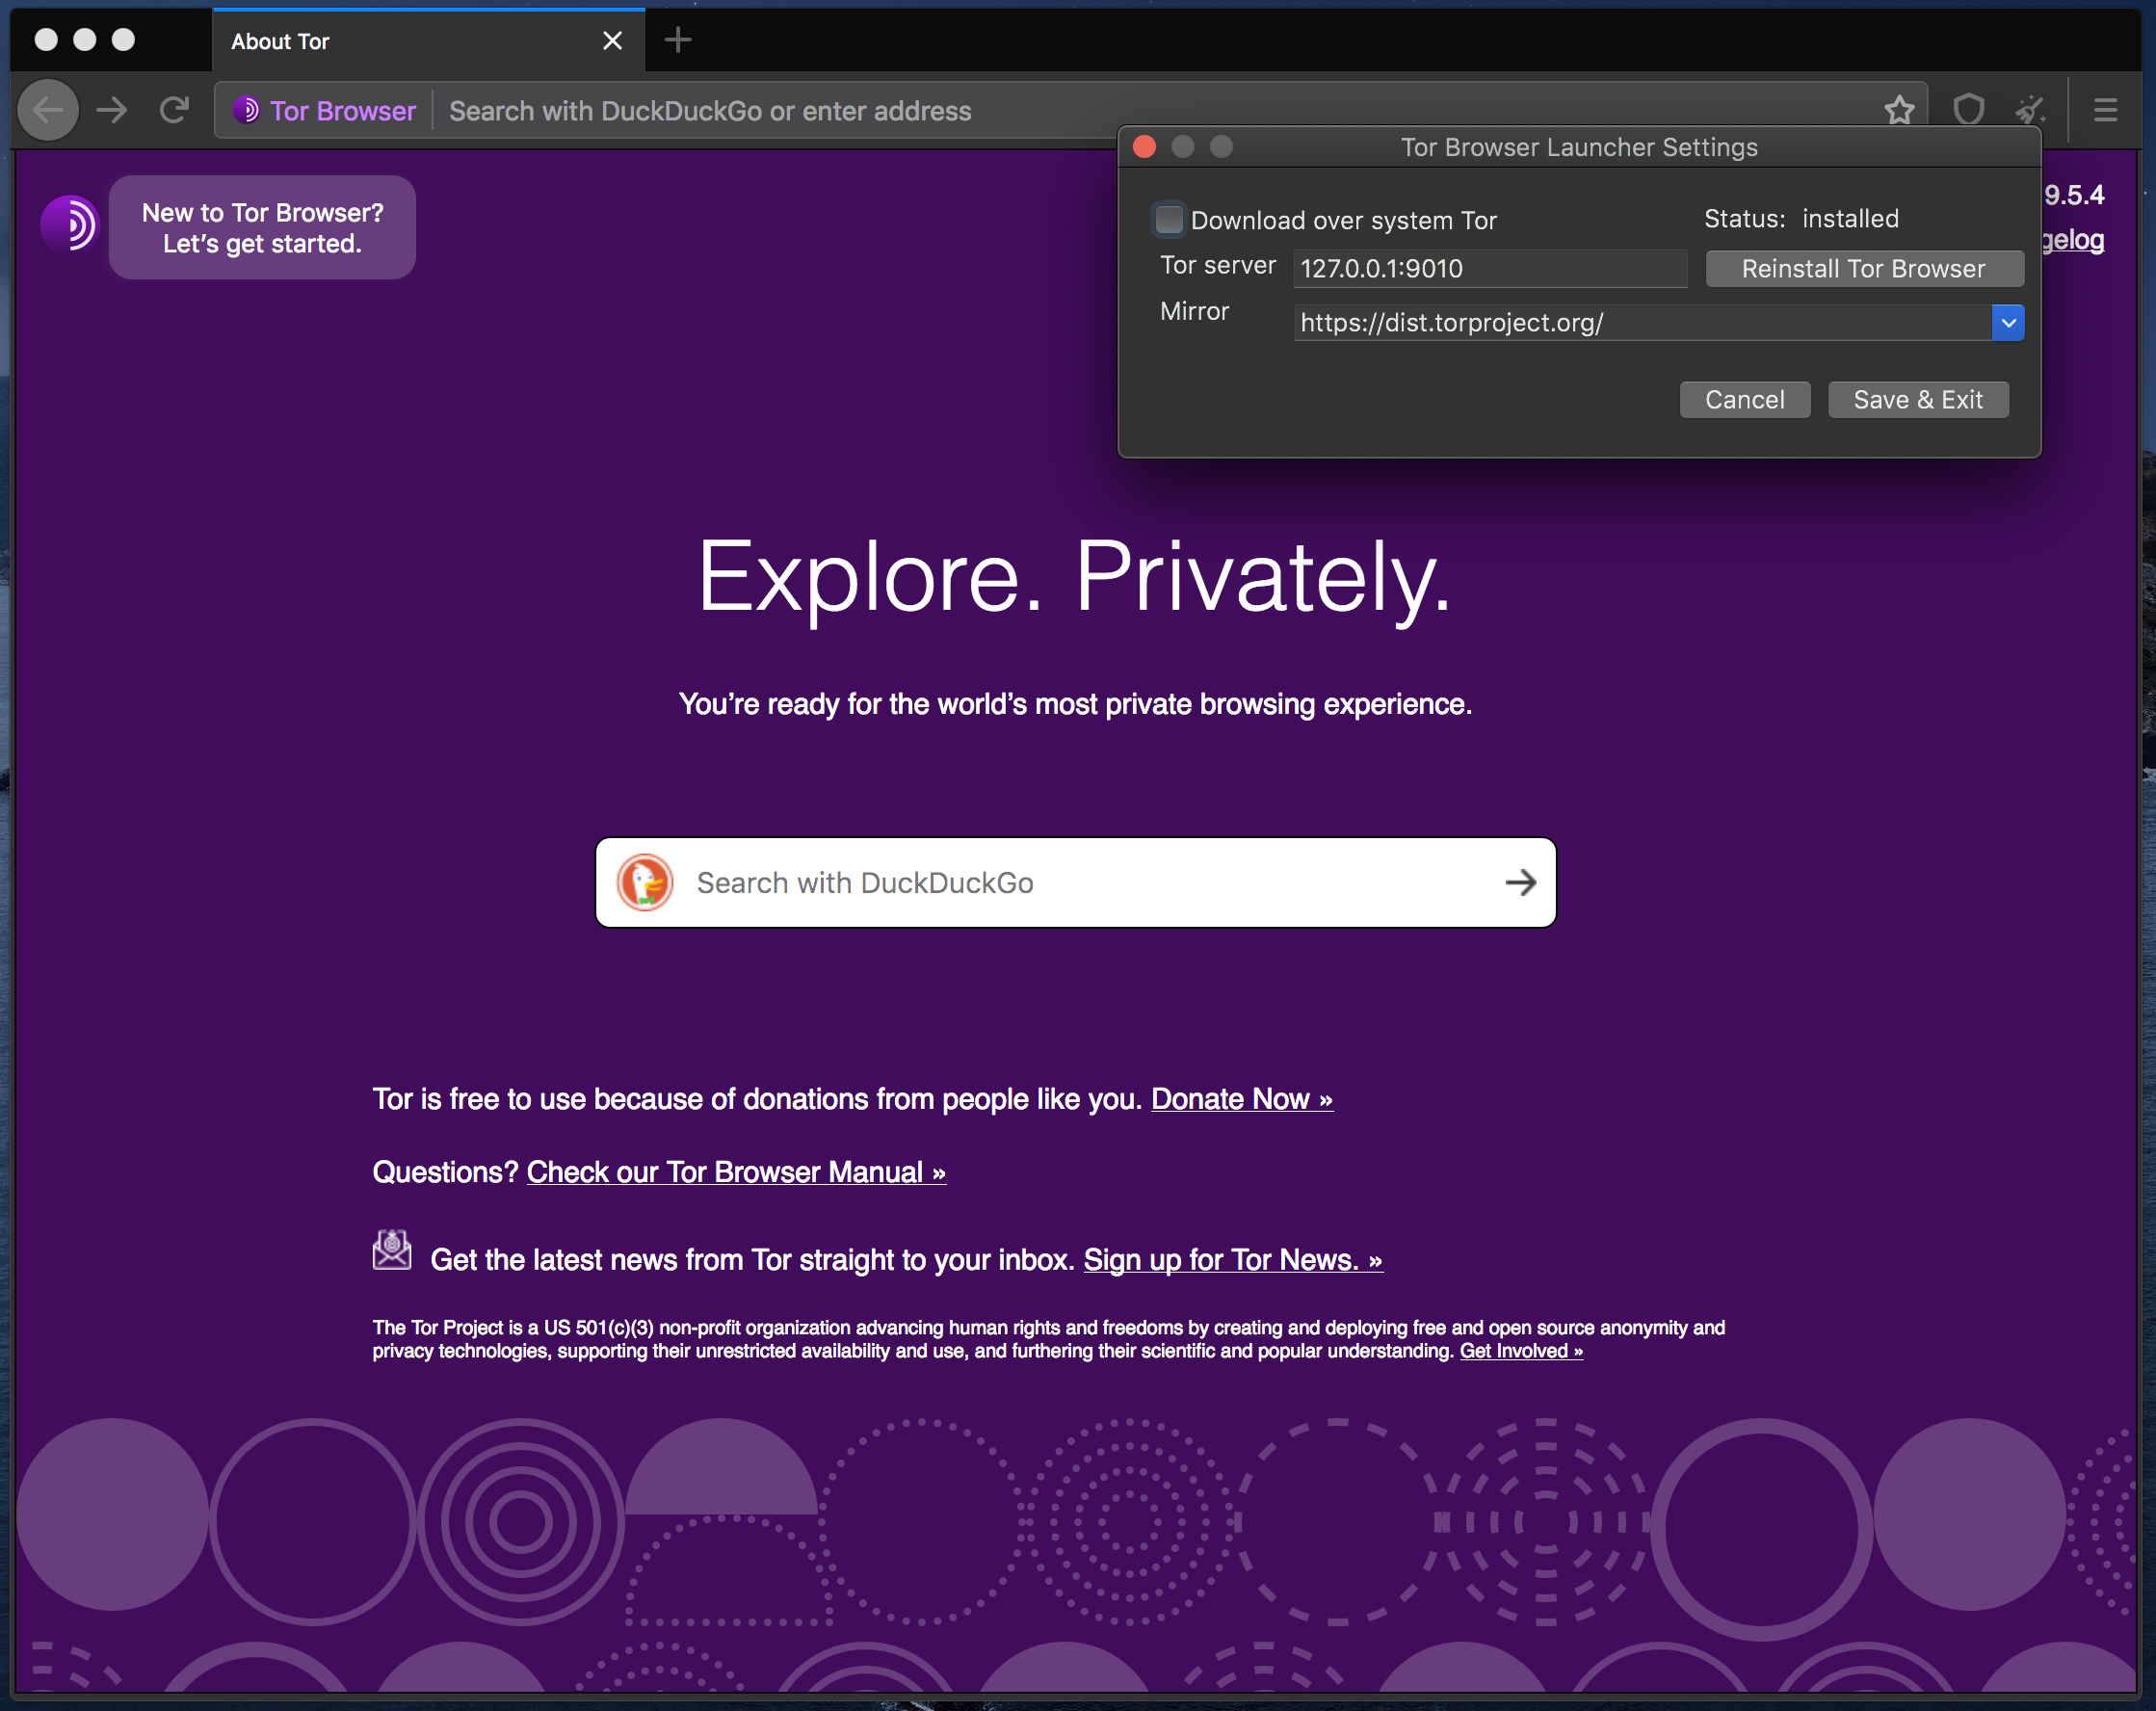 About Tor
Tor Browser
Search with DuckDuckGo or enter address
Tor Browser Launcher Settings
Download over system Tor
Status: installed
Tor server
127.0.0.1:9010
Reinstall Tor Browser
Mirror
https://dist.torproject.org/
Cancel
Save & Exit
New to Tor Browser?
Let’s get started.
9.5.4
gelog
Explore. Privately.
You’re ready for the world’s most private browsing experience.
Search with DuckDuckGo
Tor is free to use because of donations from people like you. Donate Now »
Questions? Check our Tor Browser Manual »
Get the latest news from Tor straight to your inbox. Sign up for Tor News. »
The Tor Project is a US 501(c)(3) non-profit organization advancing human rights and freedoms by creating and deploying free and open source anonymity and
privacy technologies, supporting their unrestricted availability and use, and furthering their scientific and popular understanding. Get Involved »